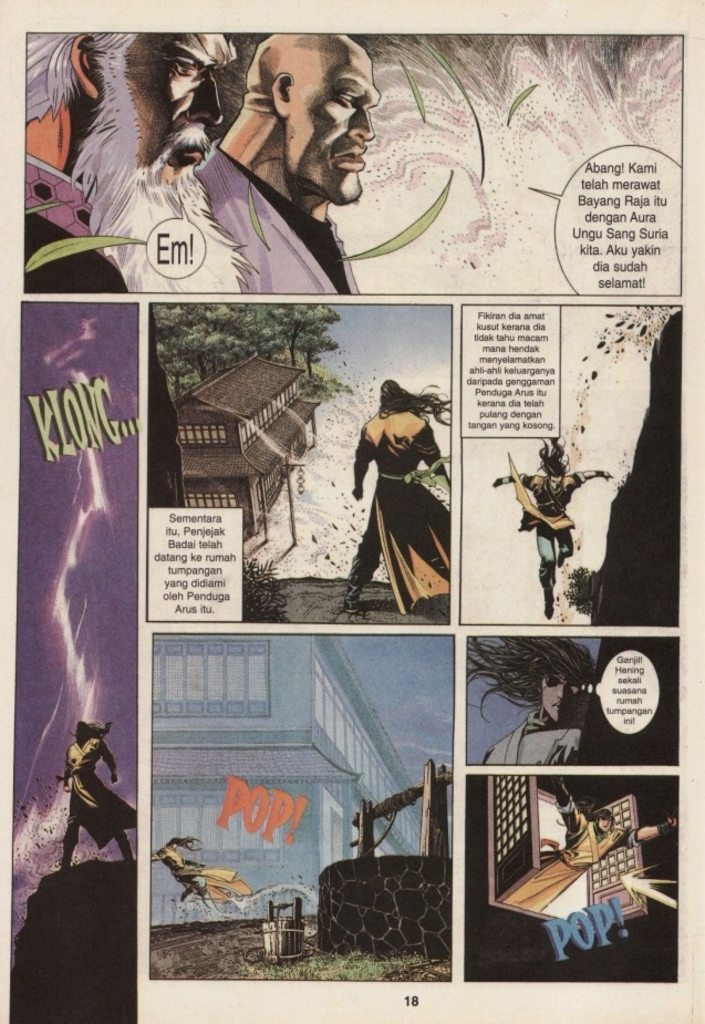 Em!
Abang! Kami
telah merawat
Bayang Raja itu
dengan Aura
Ungu Sang Suria
kita. Aku yakin
dia sudah
selamat!
KLONG...
Sementara
itu, Penjejak
Badai telah
datang ke rumah
tumpangan
yang didiami
oleh Penduga
Arus itu.
Fikiran dia amat
kusut kerana dia
tidak tahu macam
mana hendak
menyelamatkan
ahli-ahli keluarganya
daripada genggaman
Penduga Arus itu
kerana dia telah
pulang dengan
tangan yang kosong.
POP!
Ganjil!
Hening
sekali
suasana
rumah
tumpangan
ini!
POP!
18